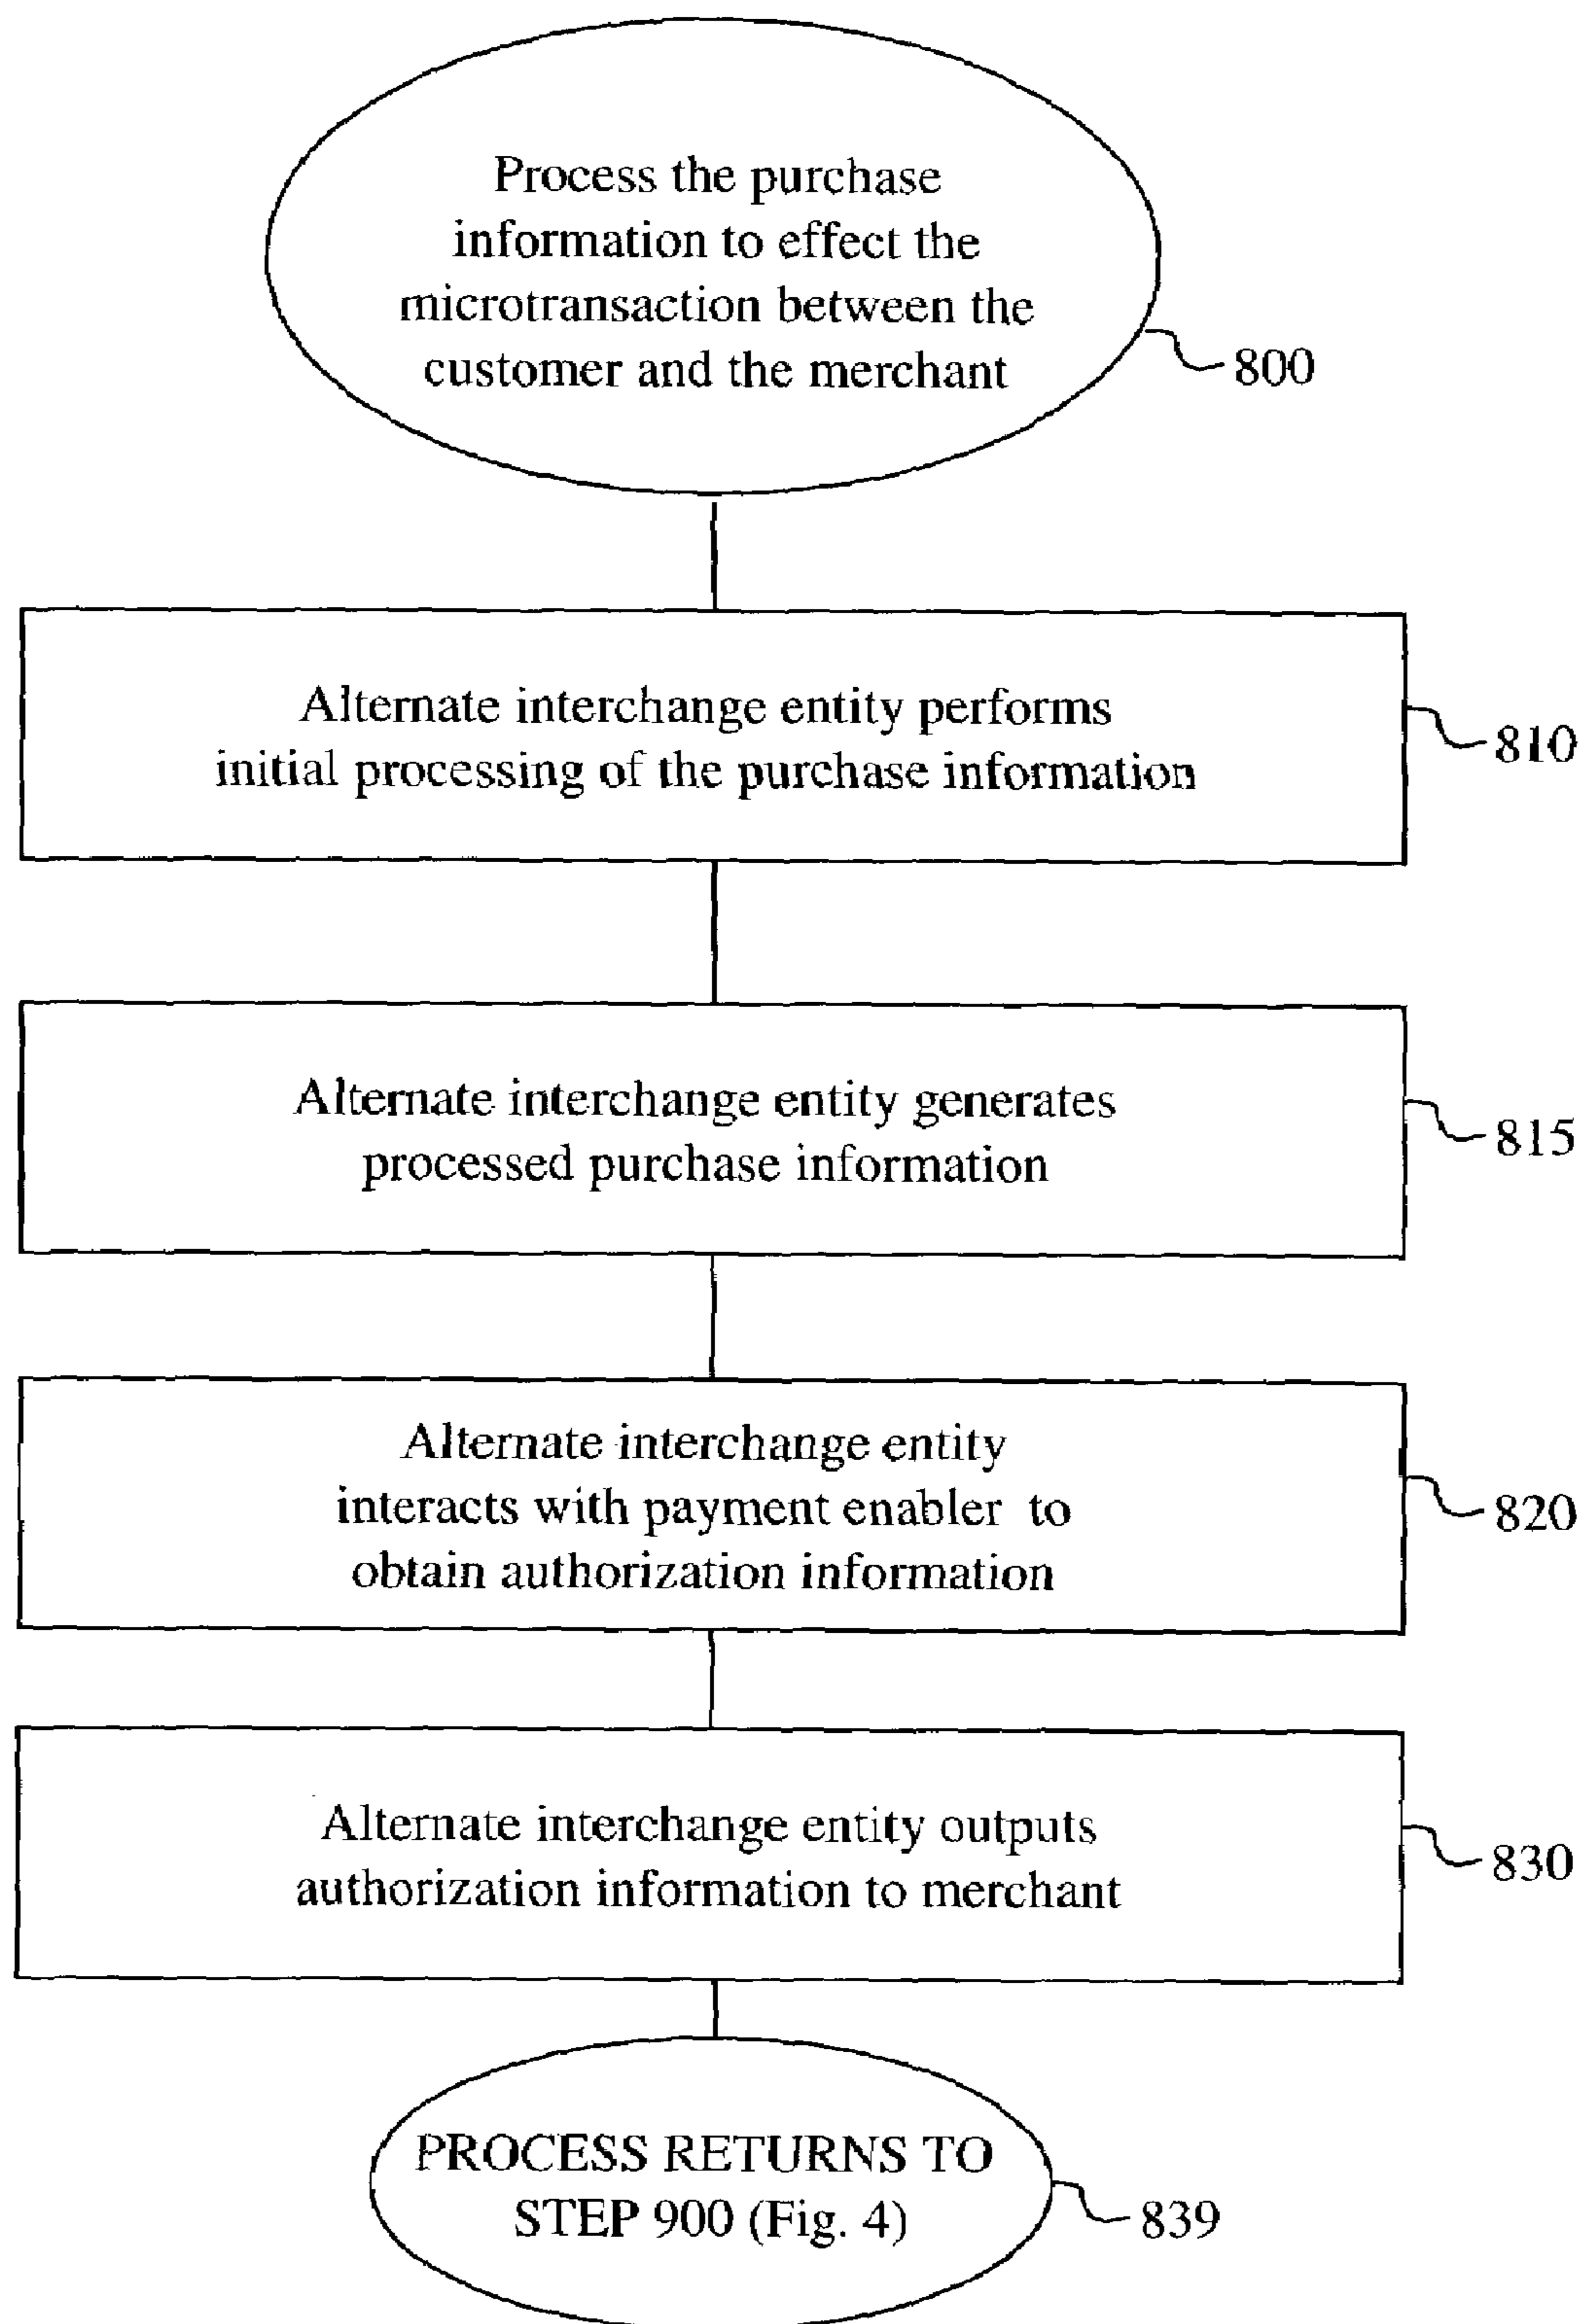 Process the purchase
information to effect the
microtransaction between the
customer and the merchant
800
Alternate interchange entity performs
initial processing of the purchase information
810
Alternate interchange entity generates
processed purchase information
815
Alternate interchange entity
interacts with payment enabler to
obtain authorization information
820
Alternate interchange entity outputs
authorization information to merchant
830
PROCESS RETURNS TO
STEP 900 (Fig. 4)
839